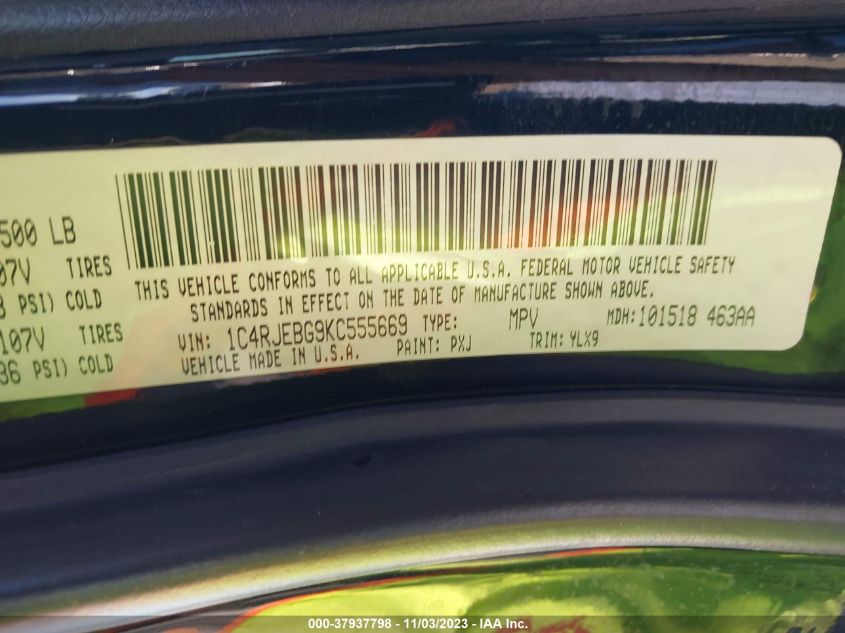 500 LB
07V TIRES
PSI) COLD
107V TIRES
36 PSI) COLD
THIS VEHICLE CONFORMS TO ALL APPLICABLE U.S.A. FEDERAL MOTOR VEHICLE SAFETY
STANDARDS IN EFFECT ON THE DATE OF MANUFACTURE SHOWN ABOVE.
VIN: 1C4RJEBG9KC555669 TYPE: MPV MDH:101518 463AA
VEHICLE MADE IN U.S.A. PAINT: PXJ TRIM: YLX9
000-37937798 - 11/03/2023 - IAA Inc.